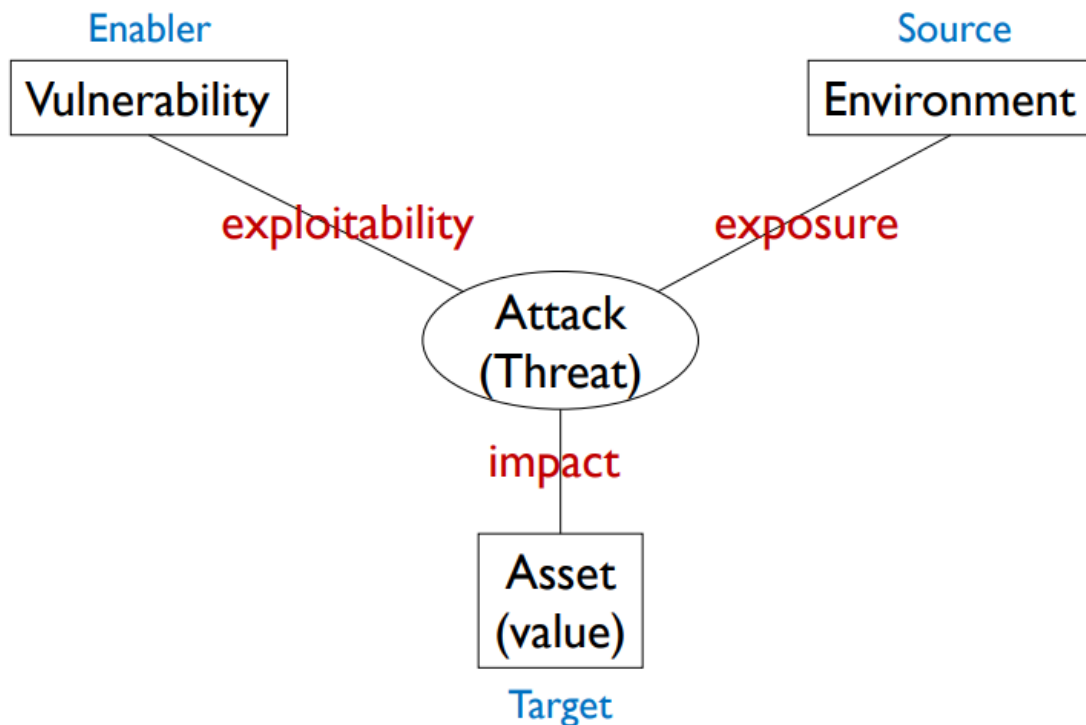 Enabler
Source
Vulnerability
Environment
exploitability
exposure
Attack
(Threat)
impact
Asset
(value)
Target